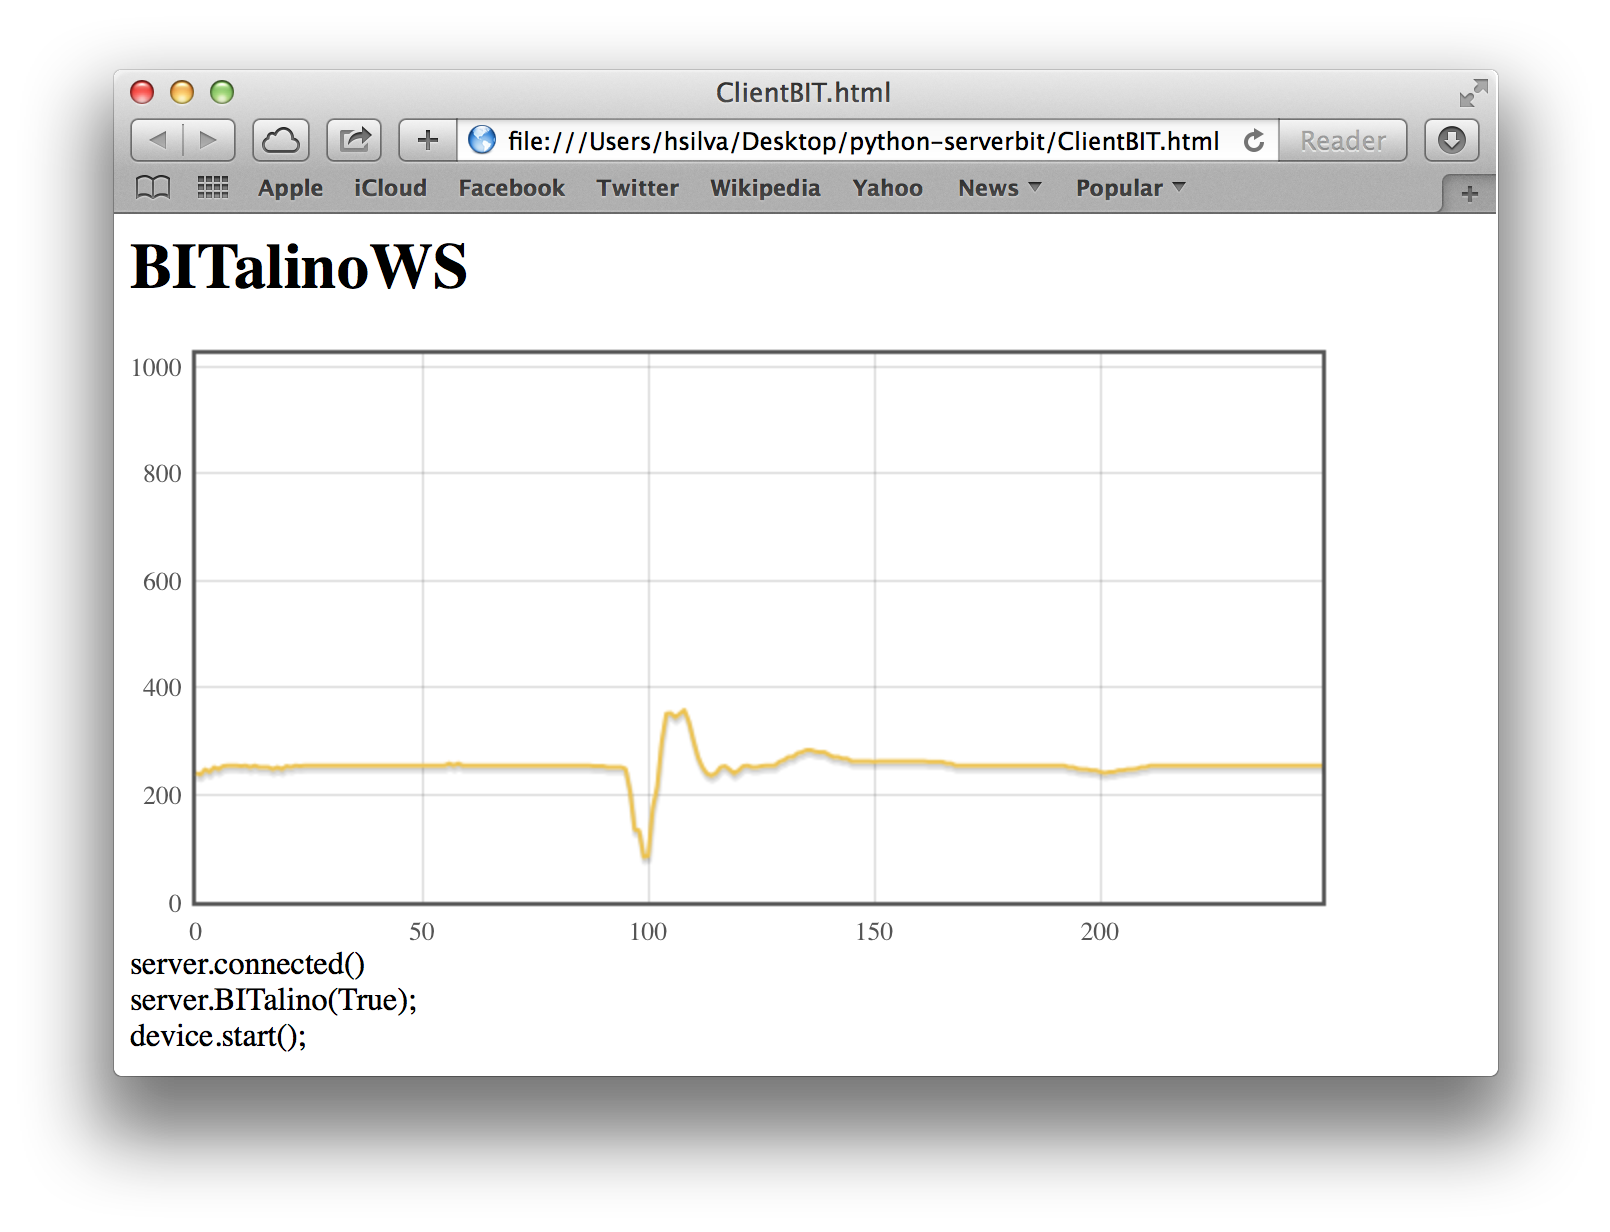 ClientBIT.html
file:///Users/hsilva/Desktop/python-serverbit/ClientBIT.html Reader
Apple iCloud Facebook Twitter Wikipedia Yahoo News Popular
BITalinoWS
1000
800
600
400
200
0
0 50 100 150 200
server.connected()
server.BITalino(True);
device.start();